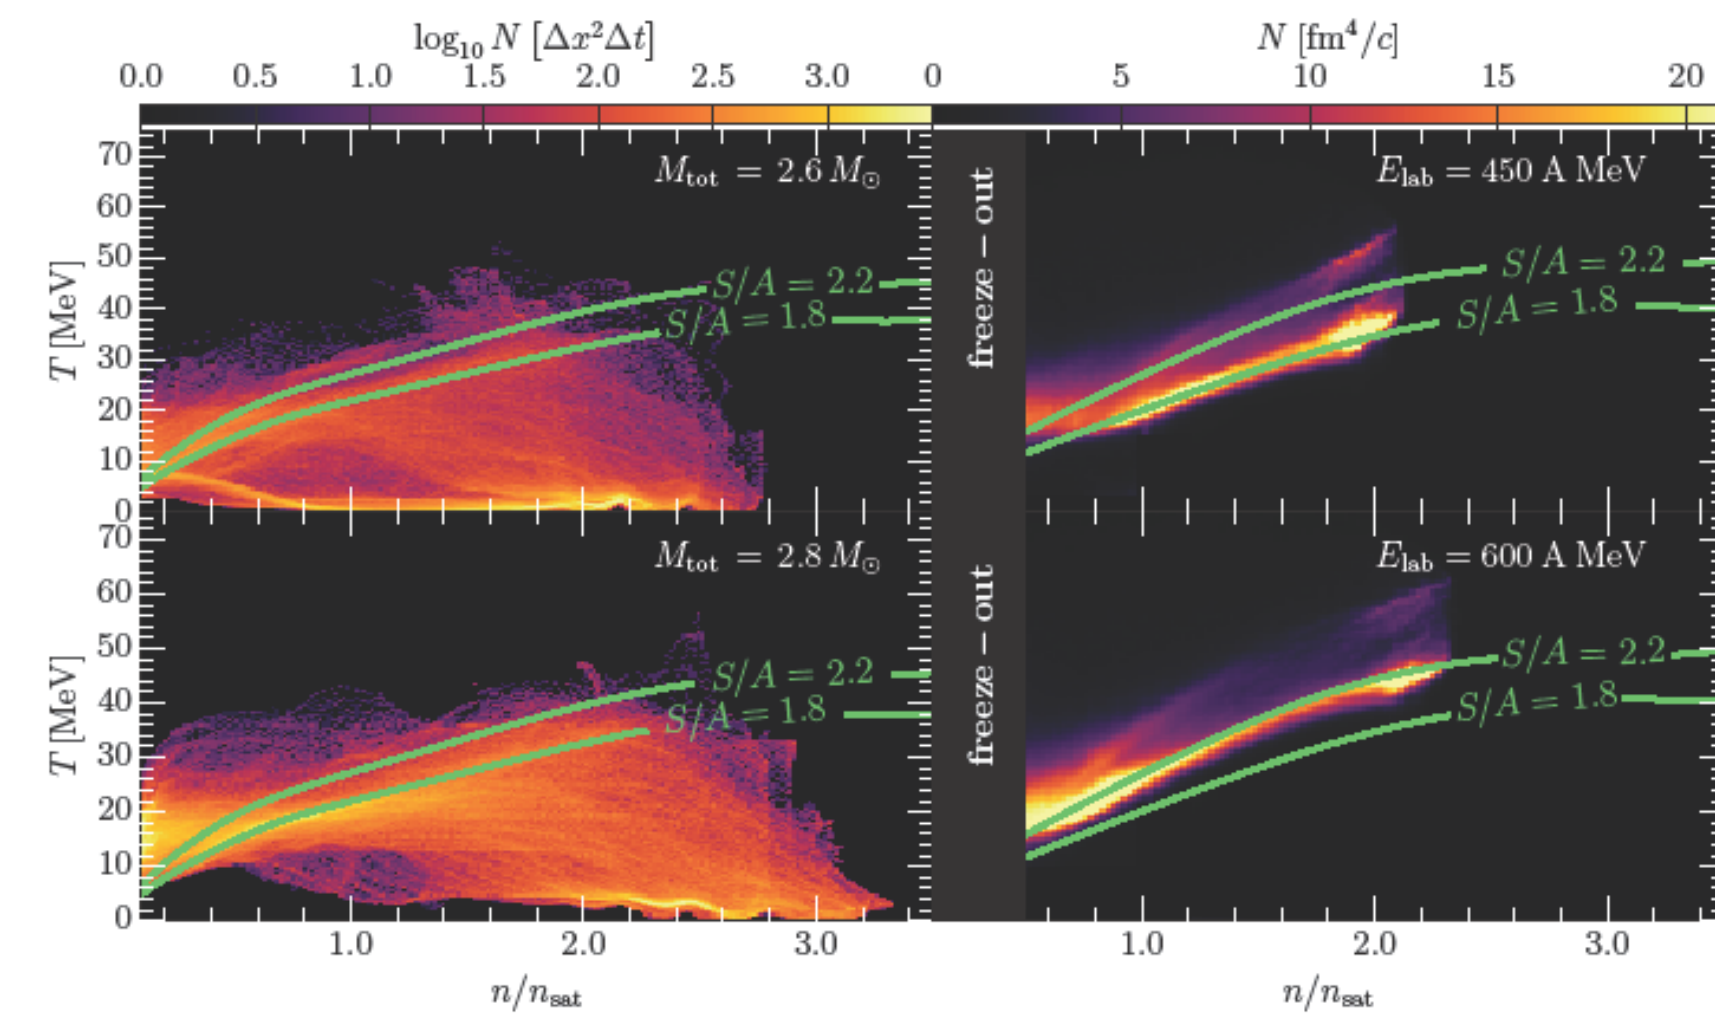 log₁₀ N [Δx²Δt] N [fm⁴/c]
0.0 0.5 1.0 1.5 2.0 2.5 3.0 0 5 10 15 20
70 M_tot = 2.6 M_⊙ E_lab = 450 A MeV
60
50 S/A = 2.2 S/A = 2.2
40 S/A = 1.8 S/A = 1.8
30
20
10
0
T [MeV]
freeze – out
70 M_tot = 2.8 M_⊙ E_lab = 600 A MeV
60
50 S/A = 2.2 S/A = 2.2
40 S/A = 1.8 S/A = 1.8
30
20
10
0
T [MeV]
freeze – out
1.0 2.0 3.0 1.0 2.0 3.0
n/n_sat n/n_sat